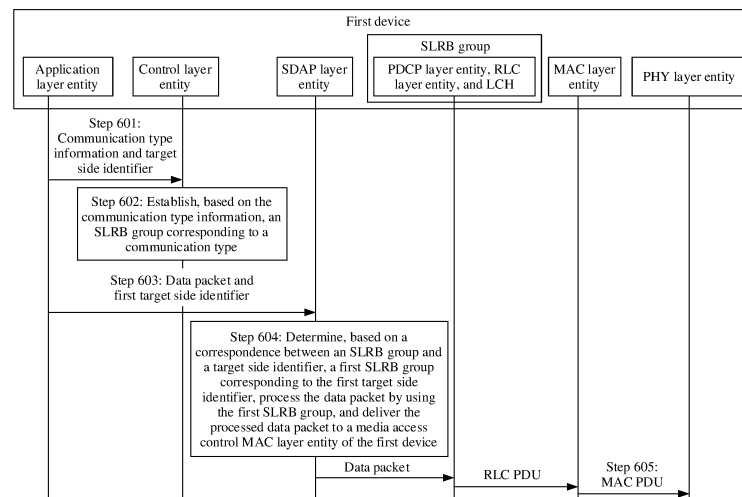 First device
SLRB group
Application
layer entity
Control layer
entity
SDAP layer
entity
PDCP layer entity, RLC
layer entity, and LCH
MAC layer
entity
PHY layer entity
Step 601:
Communication type
information and target
side identifier
Step 602: Establish, based on the
communication type information, an
SLRB group corresponding to a
communication type
Step 603: Data packet and
first target side identifier
Step 604: Determine, based on a
correspondence between an SLRB group and
a target side identifier, a first SLRB group
corresponding to the first target side
identifier, process the data packet by using
the first SLRB group, and deliver the
processed data packet to a media access
control MAC layer entity of the first device
Data packet
RLC PDU
Step 605:
MAC PDU